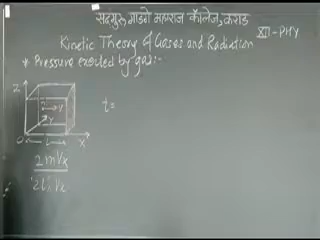 सद्गुरू गाडगे महाराज कॉलेज, कराड
XII - PHY
Kinetic Theory of Gases and Radiation
* Pressure exerted by gas:-
Z
t=
V
O
L
X
2mVx
2L/Vx